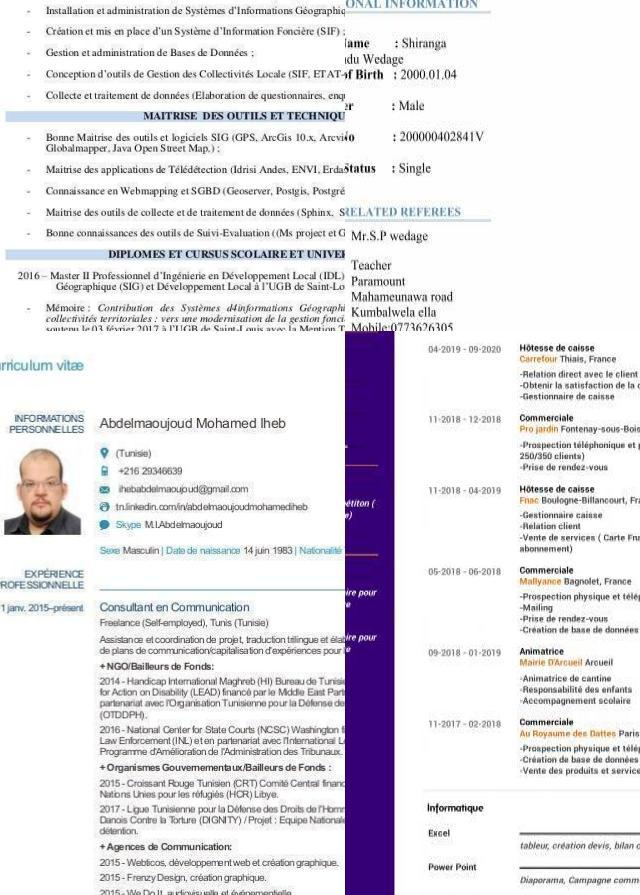 - Installation et administration de Systèmes d'Informations Géographiq
- Création et mis en place d'un Système d'Information Foncière (SIF) ;
- Gestion et administration de Bases de Données ;
- Conception d'outils de Gestion des Collectivités Locale (SIF, ETAT-
- Collecte et traitement de données (Elaboration de questionnaires, enq
MAITRISE DES OUTILS ET TECHNIQU
- Bonne Maitrise des outils et logiciels SIG (GPS, ArcGis 10.x, Arcvi
Globalmapper, Java Open Street Map,) ;
- Maitrise des applications de Télédétection (Idrisi Andes, ENVI, Erda
- Connaissance en Webmapping et SGBD (Geoserver, Postgis, Postgré
- Maitrise des outils de collecte et de traitement de données (Sphinx, S
- Bonne connaissances des outils de Suivi-Evaluation ((Ms project et G
DIPLOMES ET CURSUS SCOLAIRE ET UNIVER
2016 – Master II Professionnel d'Ingénierie en Développement Local (IDL)
Géographique (SIG) et Développement Local à l'UGB de Saint-Lo
- Mémoire : Contribution des Systèmes d4informations Géographi
collectivités territoriales : vers une modernisation de la gestion fonci
soutenu le 03 février 2017 à l'UGB de Saint-Louis avec la Mention T
ONAL INFORMATION
ame : Shiranga
du Wedage
of Birth : 2000.01.04
er : Male
o : 200000402841V
Status : Single
RELATED REFEREES
Mr.S.P wedage
Teacher
Paramount
Mahameunawa road
Kumbalwela ella
Mobile:0773626305
rriculum vitæ
INFORMATIONS
PERSONNELLES
Abdelmaoujoud Mohamed Iheb
(Tunisie)
+216 29346639
ihebabdelmaoujoud@gmail.com
tn.linkedin.com/in/abdelmaoujoudmohamediheb
Skype M.I.Abdelmaoujoud
Sexe Masculin | Date de naissance 14 juin 1983 | Nationalité
EXPÉRIENCE
PROFESSIONNELLE
1 janv. 2015–présent
Consultant en Communication
Freelance (Self-employed), Tunis (Tunisie)
Assistance et coordination de projet, traduction trilingue et élab
de plans de communication/capitalisation d'expériences pour l
+NGO/Bailleurs de Fonds:
2014 - Handicap International Maghreb (HI) Bureau de Tunisie
for Action on Disability (LEAD) financé par le Middle East Part
partenariat avec l'Organisation Tunisienne pour la Défense de
(OTDDPH).
2016 - National Center for State Courts (NCSC) Washington f
Law Enforcement (INL) et en partenariat avec l'International L
Programme d'Amélioration de l'Administration des Tribunaux.
+Organismes Gouvernementaux/Bailleurs de Fonds :
2015 - Croissant Rouge Tunisien (CRT) Comité Central financ
Nations Unies pour les réfugiés (HCR) Libye.
2017 - Ligue Tunisienne pour la Défense des Droits de l'Homm
Danois Contre la Torture (DIGNITY) / Projet : Equipe Nationale
détention.
+Agences de Communication:
2015 - Webticos, développement web et création graphique.
2015 - Frenzy Design, création graphique.
2015 - We Do It, audiovisuelle et événementielle.
étiton (
e)
ire pour
e
ire pour
e
04-2019 - 09-2020
Hôtesse de caisse
Carrefour Thiais, France
-Relation direct avec le client
-Obtenir la satisfaction de la c
-Gestionnaire de caisse
11-2018 - 12-2018
Commerciale
Pro jardin Fontenay-sous-Bois
-Prospection téléphonique et p
250/350 clients)
-Prise de rendez-vous
11-2018 - 04-2019
Hôtesse de caisse
Fnac Boulogne-Billancourt, Fra
-Gestionnaire caisse
-Relation client
-Vente de services ( Carte Fna
abonnement)
05-2018 - 06-2018
Commerciale
Mallyance Bagnolet, France
-Prospection physique et télép
-Mailing
-Prise de rendez-vous
-Création de base de données
09-2018 - 01-2019
Animatrice
Mairie D'Arcueil Arcueil
-Animatrice de cantine
-Responsabilité des enfants
-Accompagnement scolaire
11-2017 - 02-2018
Commerciale
Au Royaume des Dattes Paris
-Prospection physique et télép
-Création de base de données
-Vente des produits et service
Informatique
Excel
tableur, création devis, bilan c
Power Point
Diaporama, Campagne comm